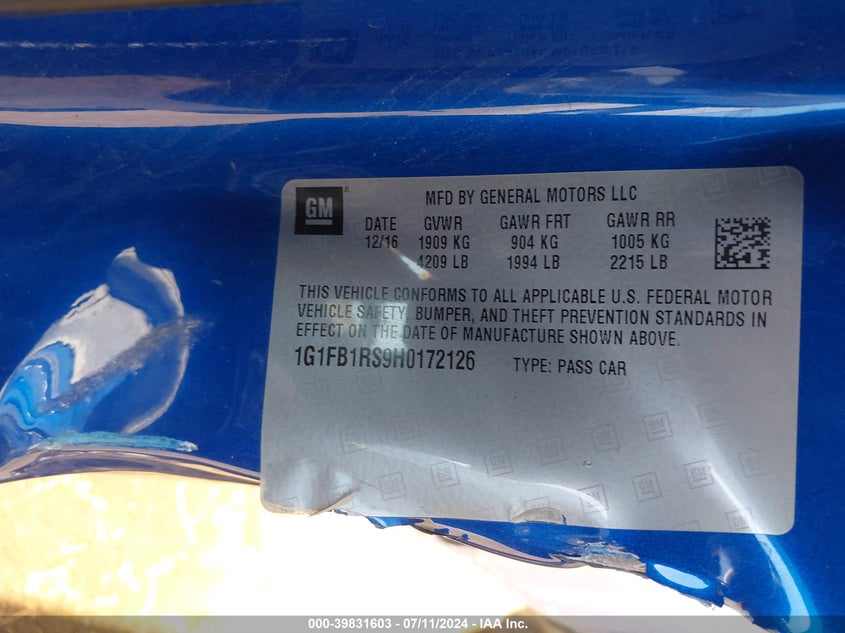 GM
MFD BY GENERAL MOTORS LLC
DATE GVWR GAWR FRT GAWR RR
12/16 1909 KG 904 KG 1005 KG
4209 LB 1994 LB 2215 LB
THIS VEHICLE CONFORMS TO ALL APPLICABLE U.S. FEDERAL MOTOR
VEHICLE SAFETY, BUMPER, AND THEFT PREVENTION STANDARDS IN
EFFECT ON THE DATE OF MANUFACTURE SHOWN ABOVE.
1G1FB1RS9H0172126 TYPE: PASS CAR
000-39831603 - 07/11/2024 - IAA Inc.